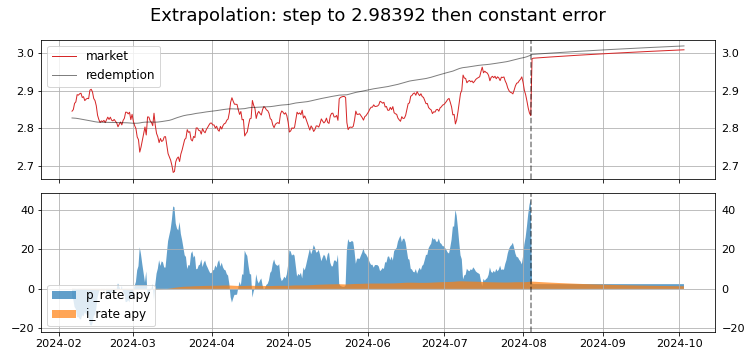 Extrapolation: step to 2.98392 then constant error
market
redemption
3.0 3.0
2.9 2.9
2.8 2.8
2.7 2.7
40 40
20 20
0 0
−20 −20
p_rate apy
i_rate apy
2024-02 2024-03 2024-04 2024-05 2024-06 2024-07 2024-08 2024-09 2024-10